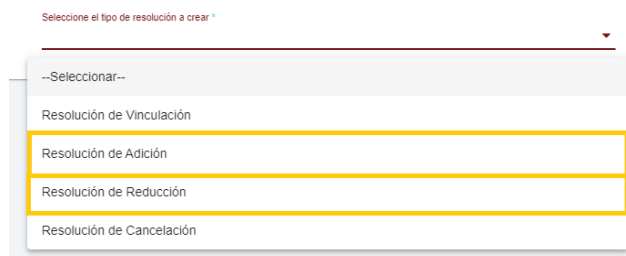 Seleccione el tipo de resolución a crear *
--Seleccionar--
Resolución de Vinculación
Resolución de Adición
Resolución de Reducción
Resolución de Cancelación